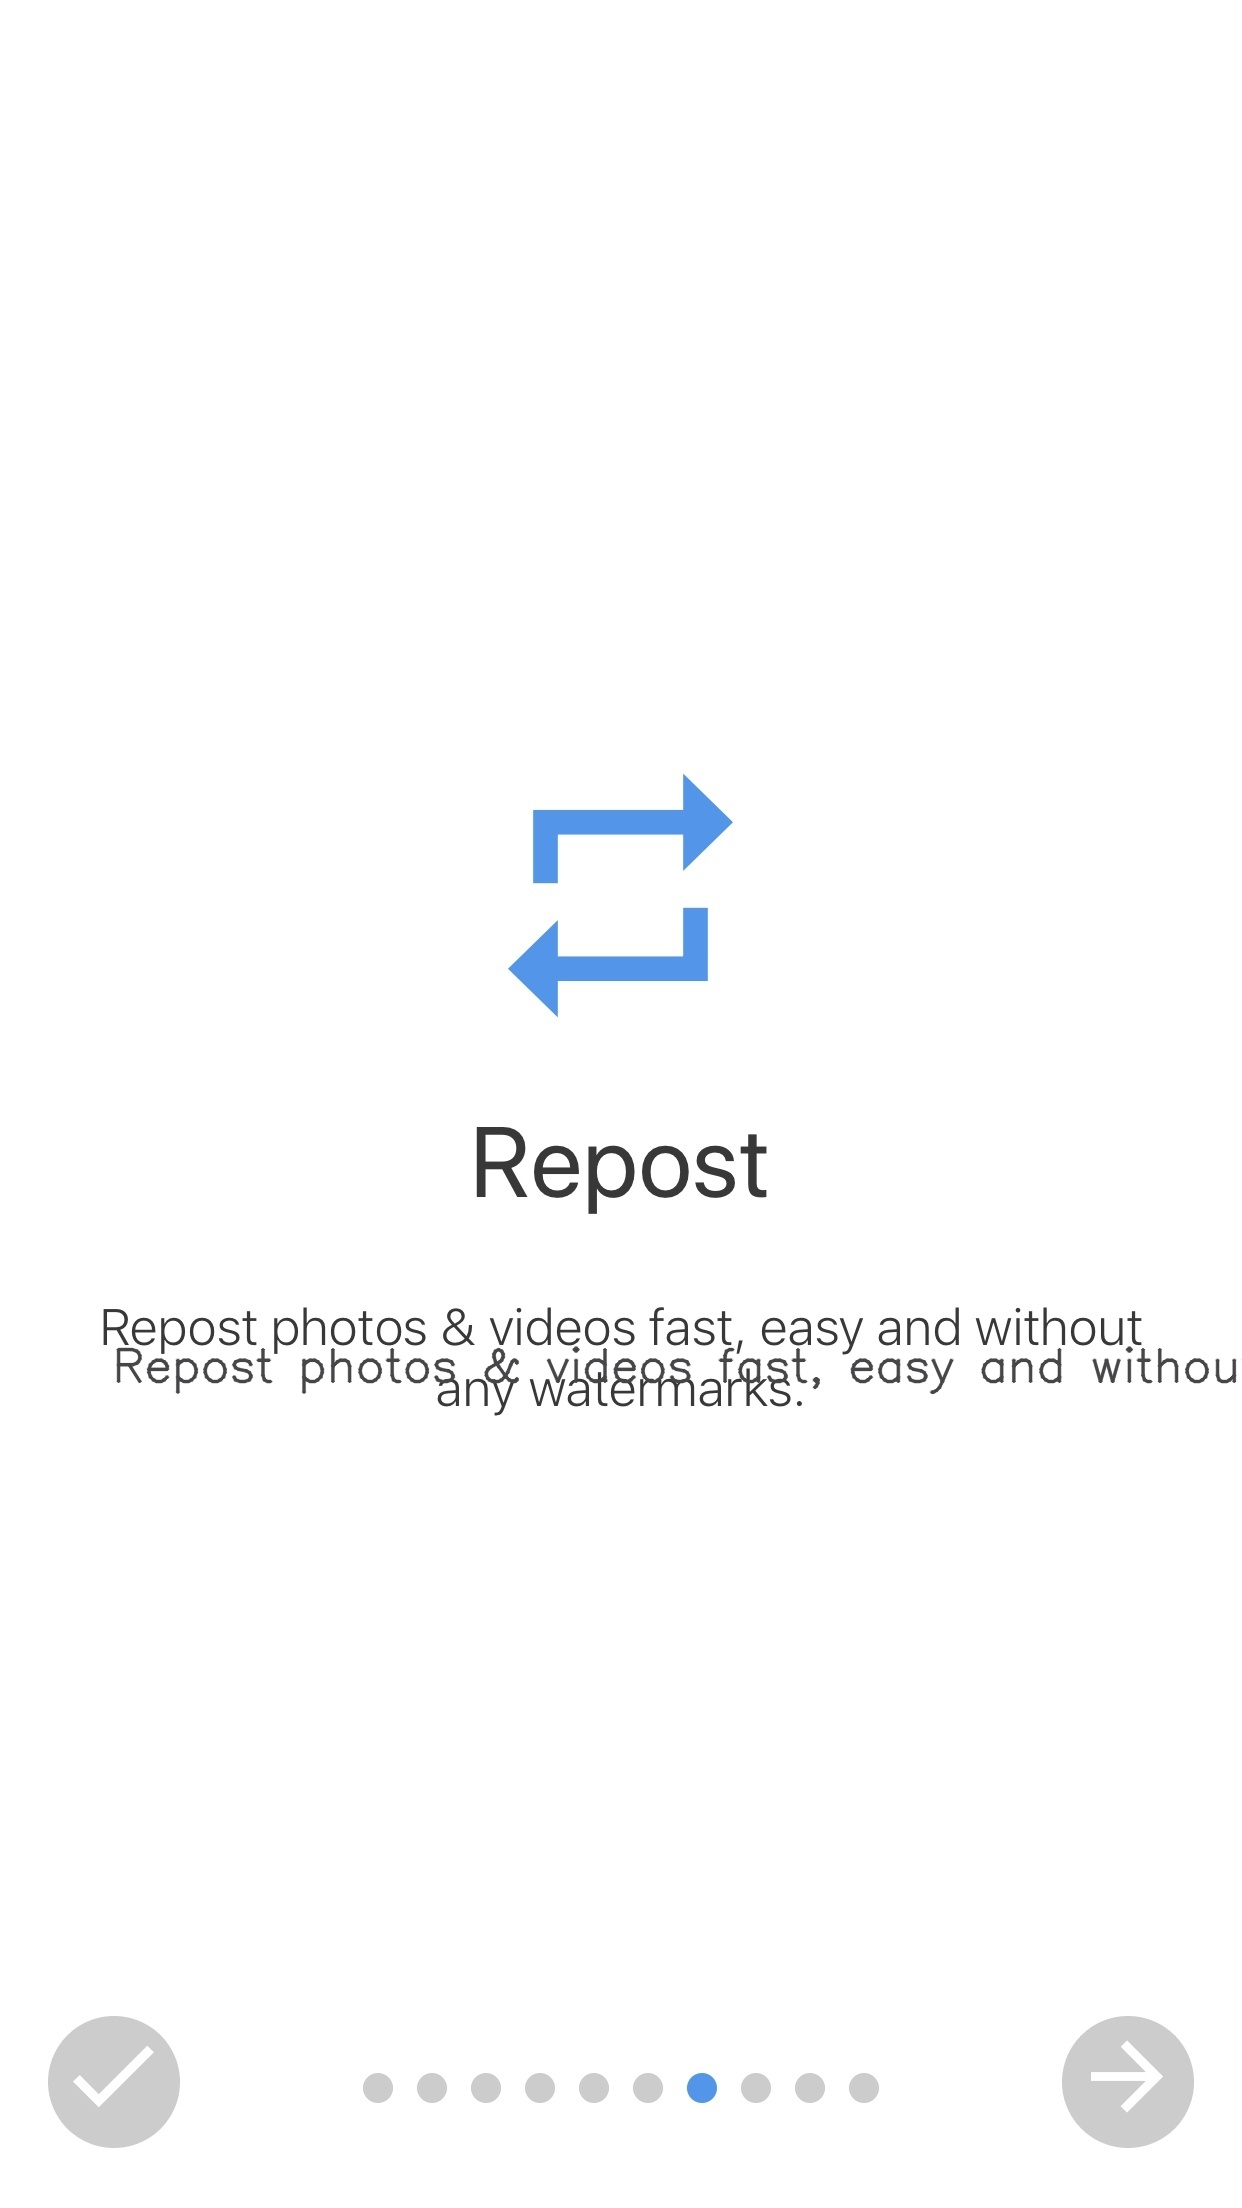 Repost
Repost photos & videos fast, easy and without
Repost photos & videos fast, easy and withou
any watermarks.